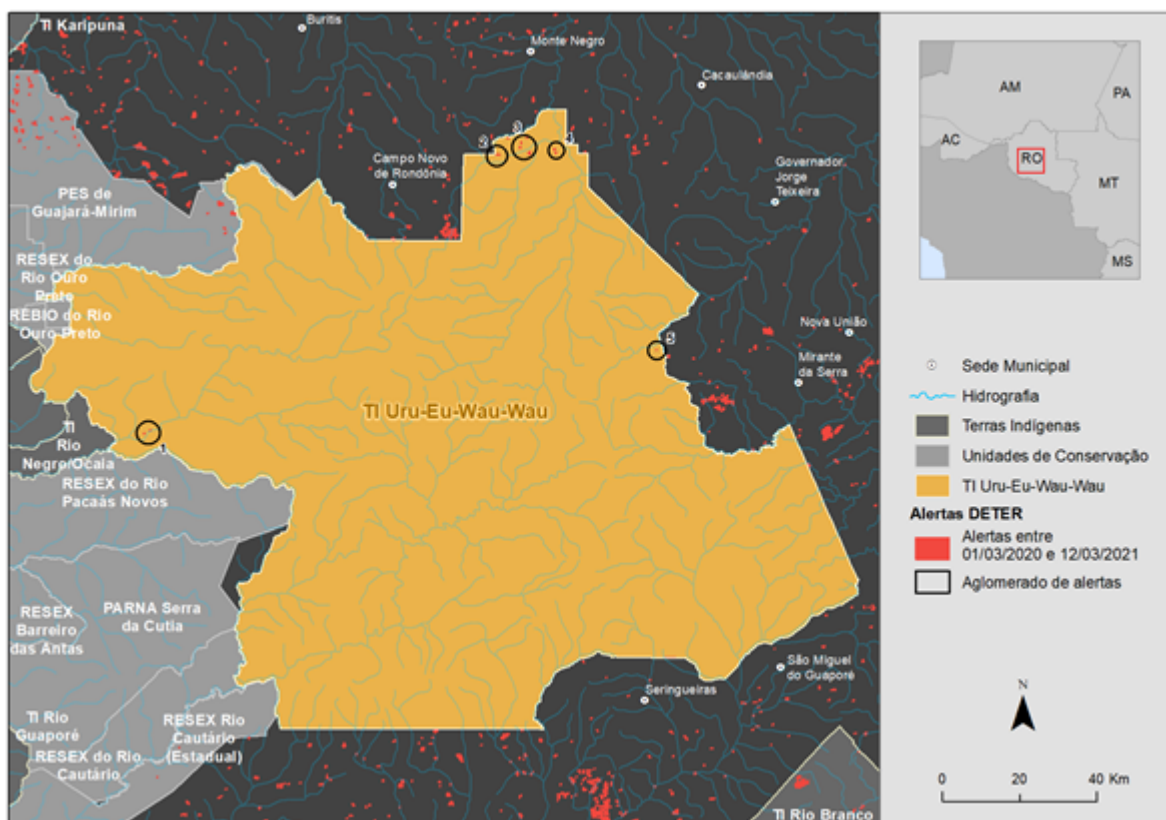 TI Karipuna
Buritis
Monte Negro
Cacaulândia
Campo Novo
de Rondônia
Governador
Jorge
Teixeira
2
3
4
PES de
Guajará-Mirim
RESEX do
Rio Ouro
Preto
REBIO do Rio
Ouro Preto
Nova União
Mirante
da Serra
5
TI Uru-Eu-Wau-Wau
TI
Rio
Negro/Ocaia
1
RESEX do Rio
Pacaás Novos
RESEX
Barreiro
das Antas
PARNA Serra
da Cutia
São Miguel
do Guaporé
Seringueiras
TI Rio
Guaporé
RESEX Rio
Cautário
(Estadual)
RESEX do Rio
Cautário
TI Rio Branco
AM
PA
AC
RO
MT
MS
Sede Municipal
Hidrografia
Terras Indígenas
Unidades de Conservação
TI Uru-Eu-Wau-Wau
Alertas DETER
Alertas entre
01/03/2020 e 12/03/2021
Aglomerado de alertas
N
0 20 40 Km